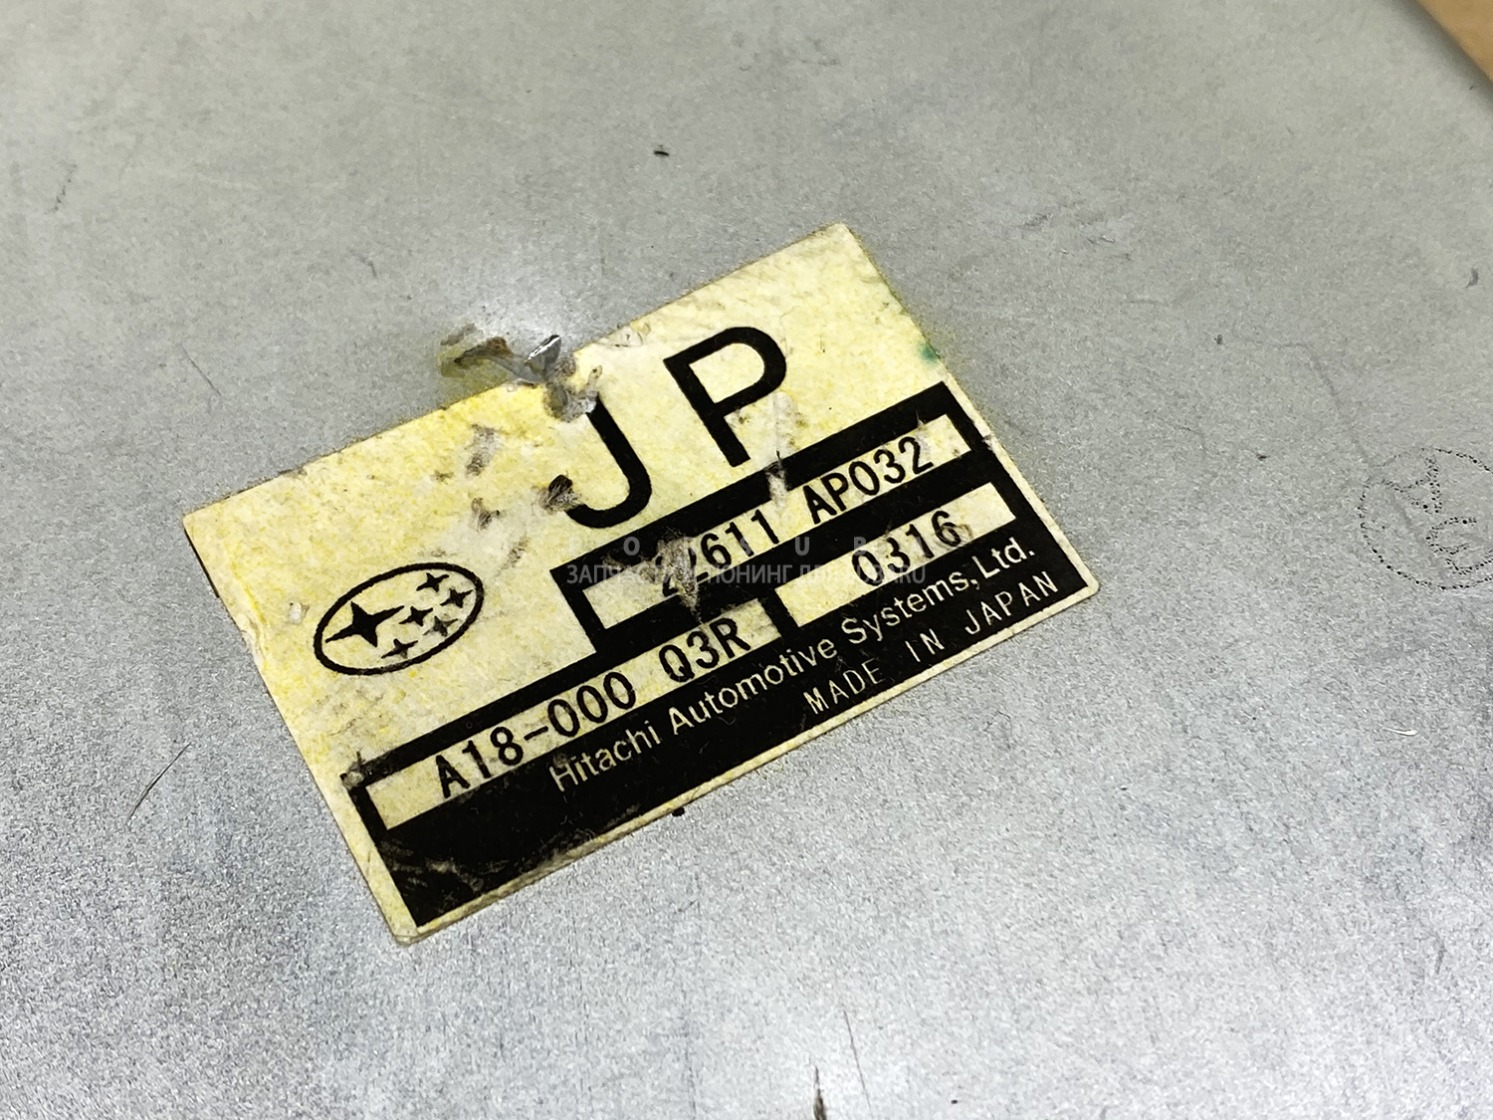 JP
22611 AP032
A18-000 Q3R 0316
Hitachi Automotive Systems, Ltd.
MADE IN JAPAN